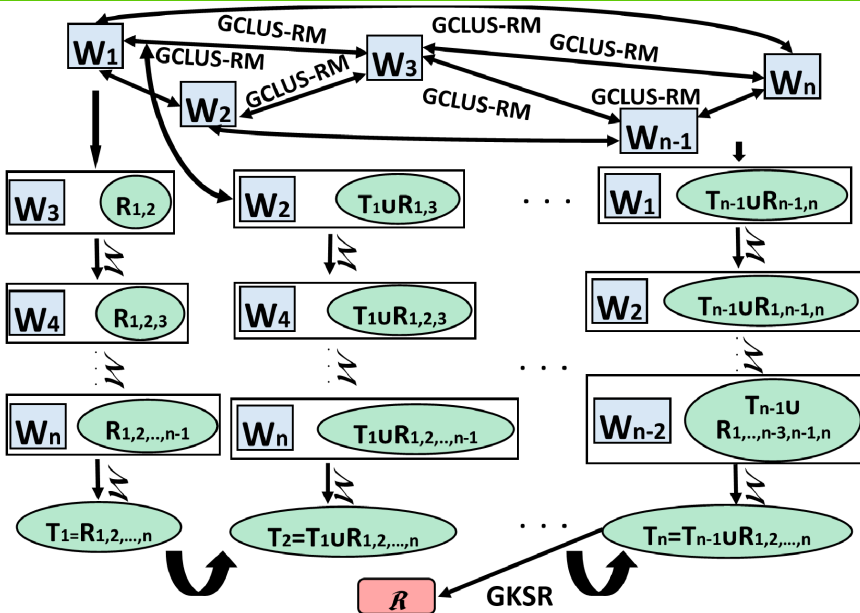 GCLUS-RM GCLUS-RM
W1 GCLUS-RM W3 GCLUS-RM Wn
W2 GCLUS-RM GCLUS-RM GCLUS-RM
Wn-1
W3 R1,2 W2 T1∪R1,3 . . . W1 Tn-1∪Rn-1,n
W4 R1,2,3 W4 T1∪R1,2,3 W2 Tn-1∪R1,n-1,n
. . .
Wn R1,2,..,n-1 Wn T1∪R1,2,..,n-1 Wn-2 Tn-1∪
R1,..,n-3,n-1,n
T1=R1,2,...,n T2=T1∪R1,2,...,n . . . Tn=Tn-1∪R1,2,...,n
R GKSR